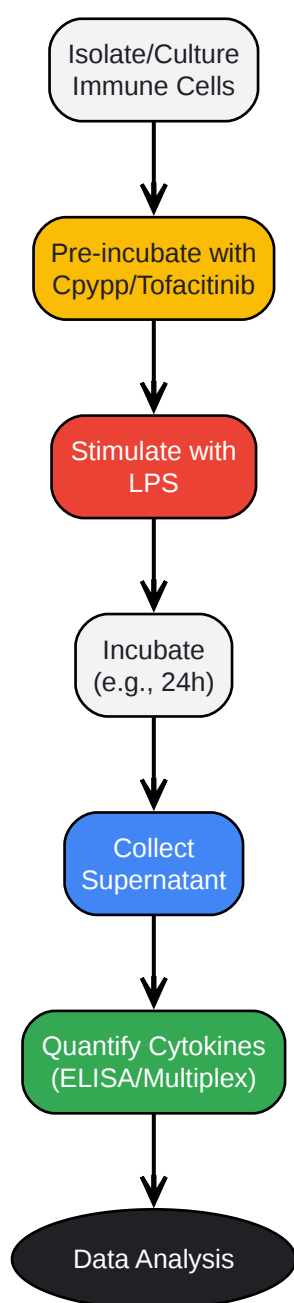 Isolate/Culture
Immune Cells
Pre-incubate with
Cpypp/Tofacitinib
Stimulate with
LPS
Incubate
(e.g., 24h)
Collect
Supernatant
Quantify Cytokines
(ELISA/Multiplex)
Data Analysis